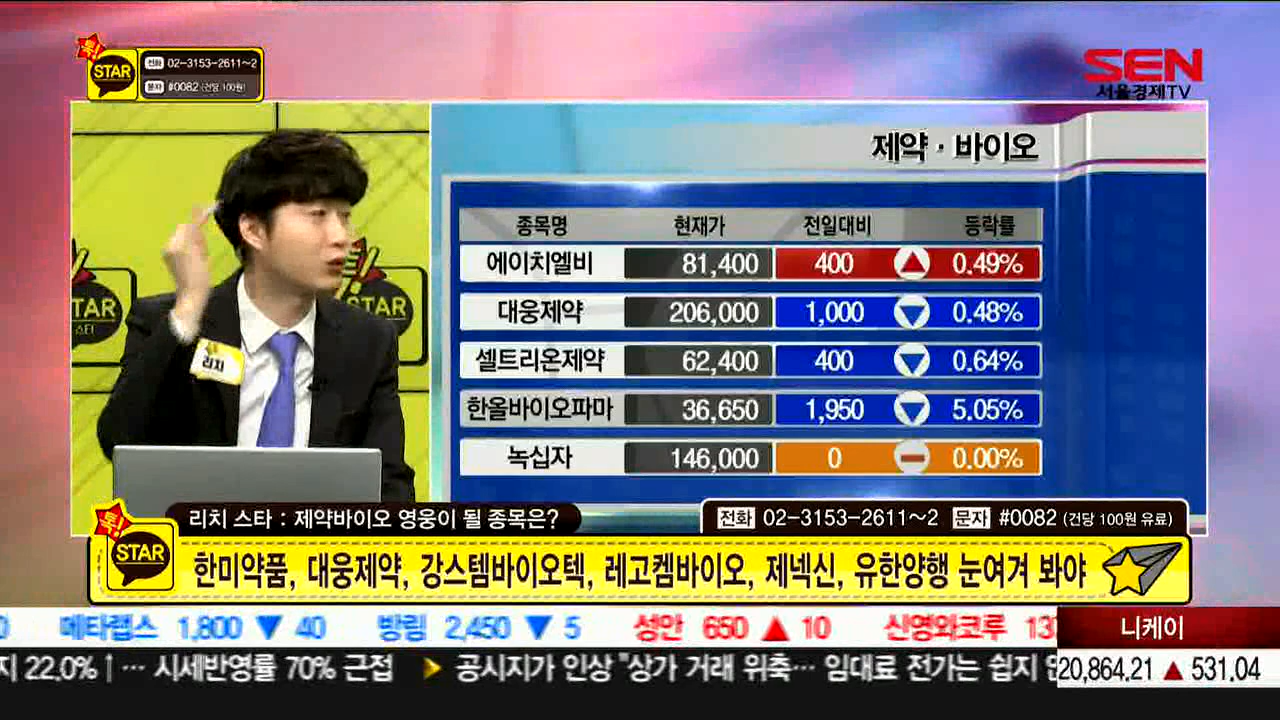 톡!
STAR
전화 02-3153-2611~2
문자 #0082 (건당 100원)
SEN
서울경제TV
제약·바이오
종목명 현재가 전일대비 등락률
에이치엘비 81,400 400 ▲ 0.49%
대웅제약 206,000 1,000 ▼ 0.48%
셀트리온제약 62,400 400 ▼ 0.64%
한올바이오파마 36,650 1,950 ▼ 5.05%
녹십자 146,000 0 - 0.00%
TAR
스타
STAR
리치
리치 스타 : 제약바이오 영웅이 될 종목은?
전화 02-3153-2611~2 문자 #0082 (건당 100원 유료)
톡!
STAR
한미약품, 대웅제약, 강스템바이오텍, 레고켐바이오, 제넥신, 유한양행 눈여겨 봐야
0 메타랩스 1,800 ▼ 40 방림 2,450 ▼ 5 성안 650 ▲ 10 신영와코루 13
니케이
지 22.0%↑… 시세반영률 70% 근접 ▶ 공시지가 인상 "상가 거래 위축… 임대료 전가는 쉽지
20,864.21 ▲ 531.04